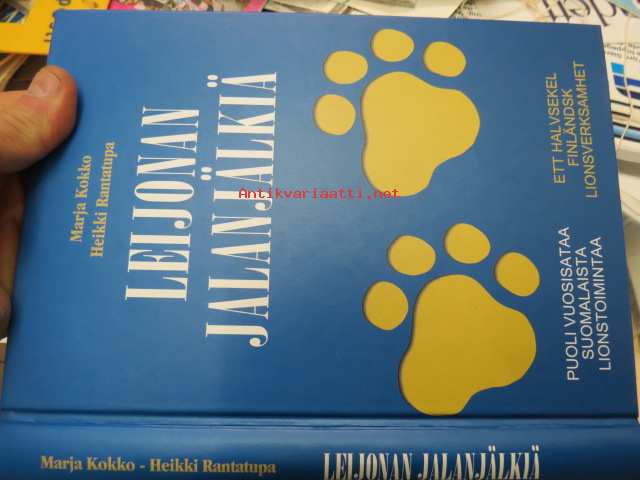 Marja Kokko
Heikki Rantatupa
LEIJONAN
JALANJÄLKIÄ
PUOLI VUOSISATAA
SUOMALAISTA
LIONSTOIMINTAA
ETT HALVSEKEL
FINLÄNDSK
LIONSVERKSAMHET
Marja Kokko - Heikki Rantatupa
LEIJONAN JALANJÄLKIÄ
Antikvariaatti.net